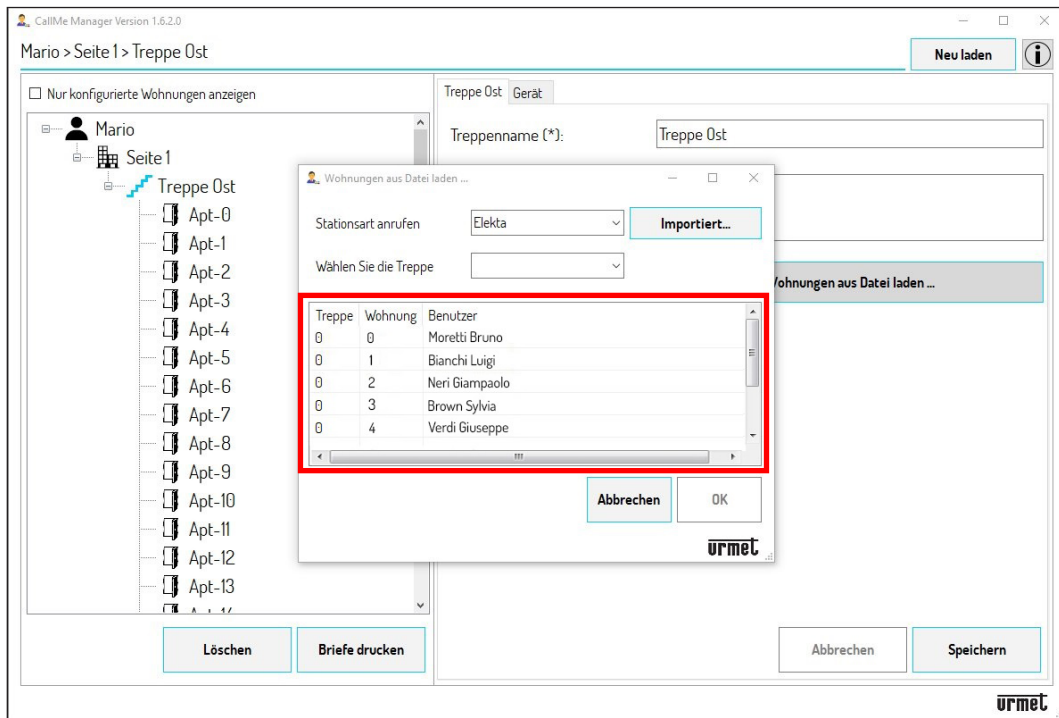 CallMe Manager Version 1.6.2.0
Mario > Seite 1 > Treppe Ost
Neu laden
Nur konfigurierte Wohnungen anzeigen
Mario
Seite 1
Treppe Ost
Apt-0
Apt-1
Apt-2
Apt-3
Apt-4
Apt-5
Apt-6
Apt-7
Apt-8
Apt-9
Apt-10
Apt-11
Apt-12
Apt-13
Löschen
Briefe drucken
Treppe Ost Gerät
Treppenname (*): Treppe Ost
Wohnungen aus Datei laden ...
Abbrechen
Speichern
Wohnungen aus Datei laden ...
Stationsart anrufen Elekta Importiert...
Wählen Sie die Treppe
Treppe Wohnung Benutzer
0 0 Moretti Bruno
0 1 Bianchi Luigi
0 2 Neri Giampaolo
0 3 Brown Sylvia
0 4 Verdi Giuseppe
Abbrechen OK
urmet
urmet